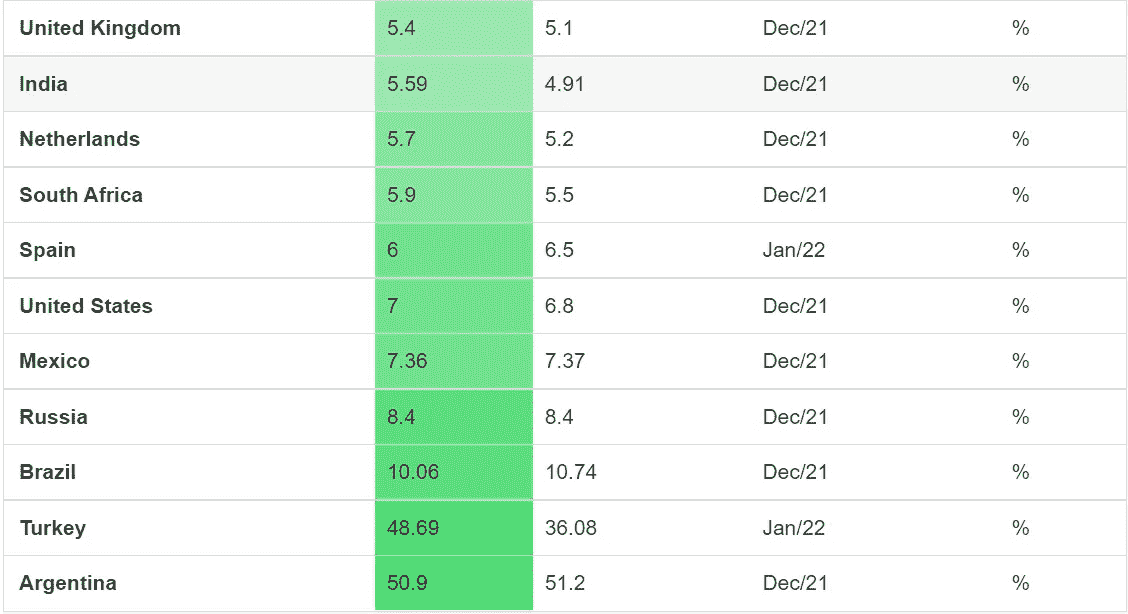 United Kingdom 5.4 5.1 Dec/21 %
India 5.59 4.91 Dec/21 %
Netherlands 5.7 5.2 Dec/21 %
South Africa 5.9 5.5 Dec/21 %
Spain 6 6.5 Jan/22 %
United States 7 6.8 Dec/21 %
Mexico 7.36 7.37 Dec/21 %
Russia 8.4 8.4 Dec/21 %
Brazil 10.06 10.74 Dec/21 %
Turkey 48.69 36.08 Jan/22 %
Argentina 50.9 51.2 Dec/21 %